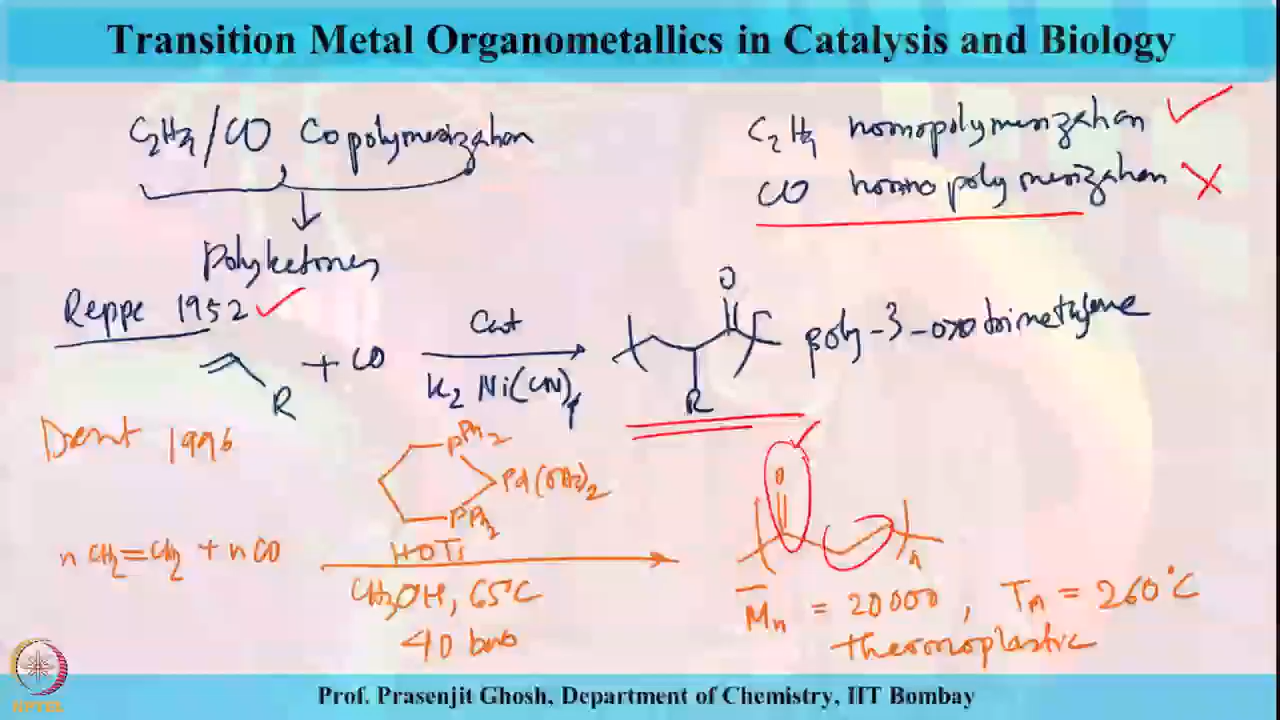 Transition Metal Organometallics in Catalysis and Biology
C2H4/CO Copolymerization
C2H4 homopolymerization ✓
CO homopolymerization ✗
Polyketones
Reppe 1952 ✓
R + CO
Cat
K2 Ni(CN)4
O
R
poly-3-oxotrimethylene
Drent 1996
PPh2
Pd(OAc)2
PPh2
n CH2=CH2 + n CO
HOTs
CH3OH, 65°C
40 bar
O
n
Mn = 20000, Tm = 260°C
thermoplastic
NPTEL
Prof. Prasenjit Ghosh, Department of Chemistry, IIT Bombay